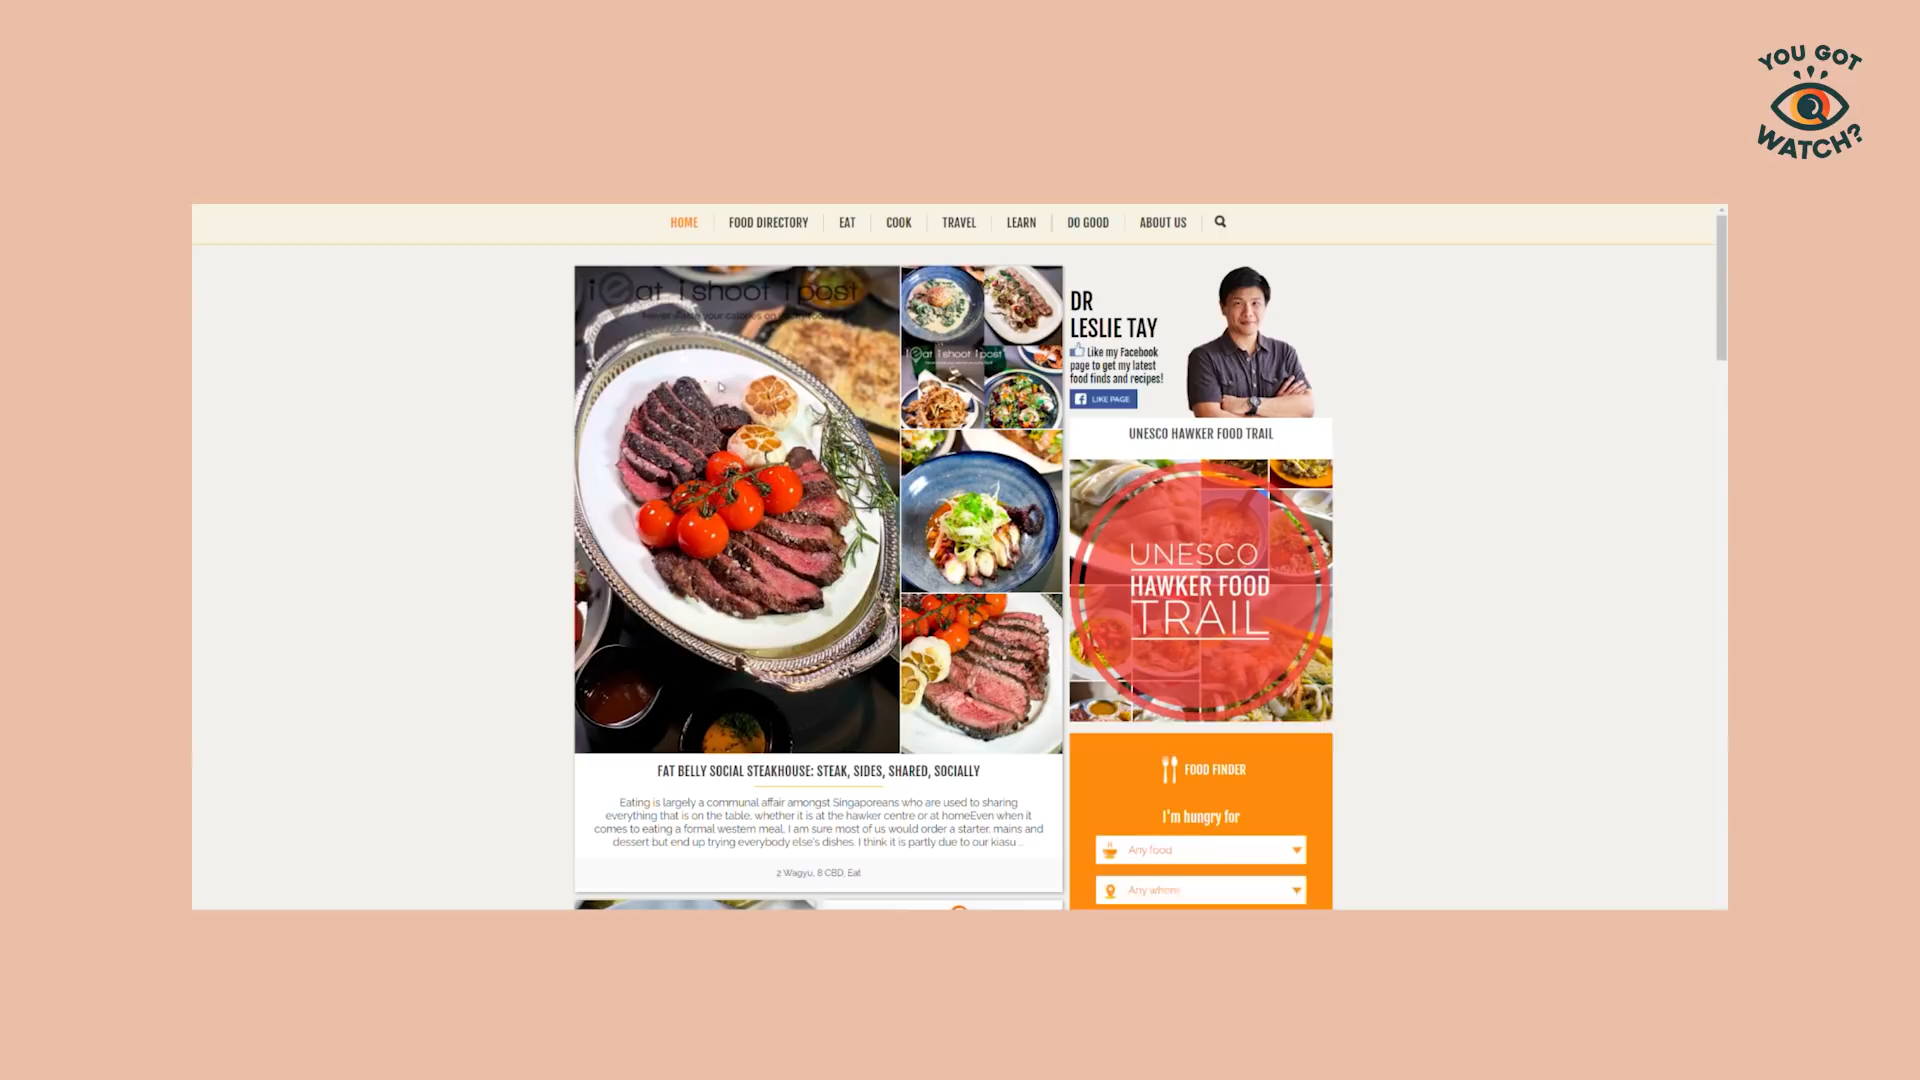 YOU GOT
WATCH?
HOME
FOOD DIRECTORY
EAT
COOK
TRAVEL
LEARN
DO GOOD
ABOUT US
ieat ishoot ipost
ieat ishoot ipost
DR
LESLIE TAY
Like my Facebook
page to get my latest
food finds and recipes!
LIKE PAGE
UNESCO HAWKER FOOD TRAIL
UNESCO
HAWKER FOOD
TRAIL
FAT BELLY SOCIAL STEAKHOUSE: STEAK, SIDES, SHARED, SOCIALLY
Eating is largely a communal affair amongst Singaporeans who are used to sharing
everything that is on the table, whether it is at the hawker centre or at homeEven when it
comes to eating a formal western meal, I am sure most of us would order a starter, mains and
dessert but end up trying everybody else's dishes. I think it is partly due to our kiasu ...
2 Wagyu, 8 CBD, Eat
FOOD FINDER
I'm hungry for
Any food
Any where